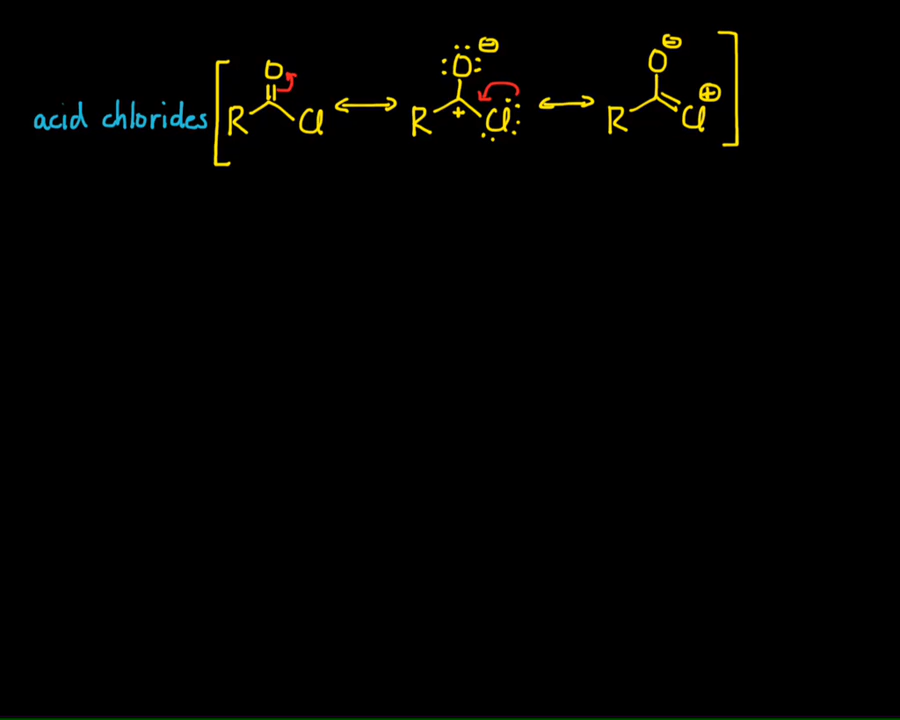 acid chlorides [ R O Cl ↔ R :Ö: ⊖ + Cl ↔ R O ⊖ Cl ⊕ ]